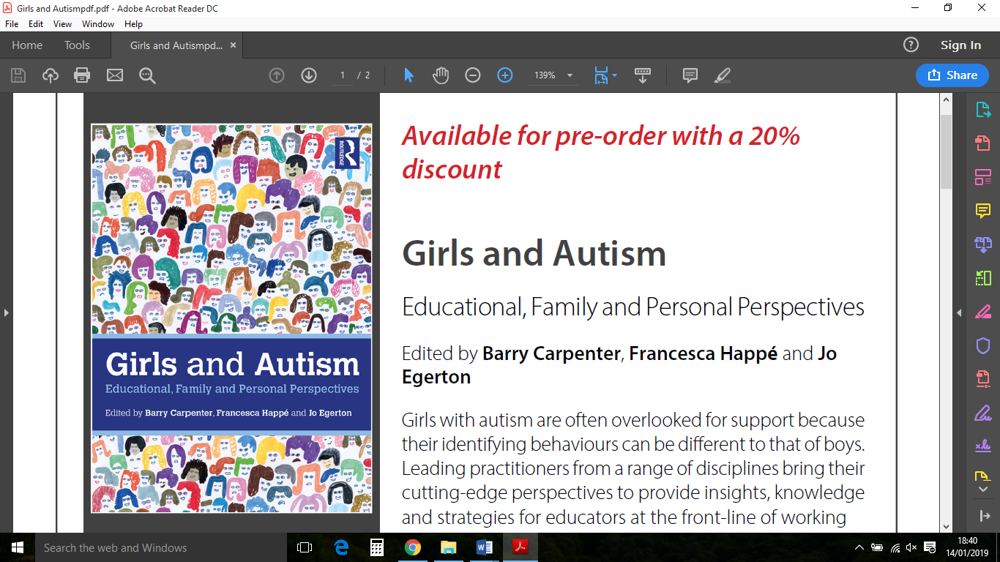 Girls and Autismpdf.pdf - Adobe Acrobat Reader DC
File Edit View Window Help
Home Tools Girls and Autismpd... × ? Sign In
1 / 2 139% Share
ROUTLEDGE
Girls and Autism
Educational, Family and Personal Perspectives
Edited by Barry Carpenter, Francesca Happé and Jo Egerton
Available for pre-order with a 20%
discount
Girls and Autism
Educational, Family and Personal Perspectives
Edited by Barry Carpenter, Francesca Happé and Jo
Egerton
Girls with autism are often overlooked for support because
their identifying behaviours can be different to that of boys.
Leading practitioners from a range of disciplines bring their
cutting-edge perspectives to provide insights, knowledge
and strategies for educators at the front-line of working
Search the web and Windows
18:40
14/01/2019